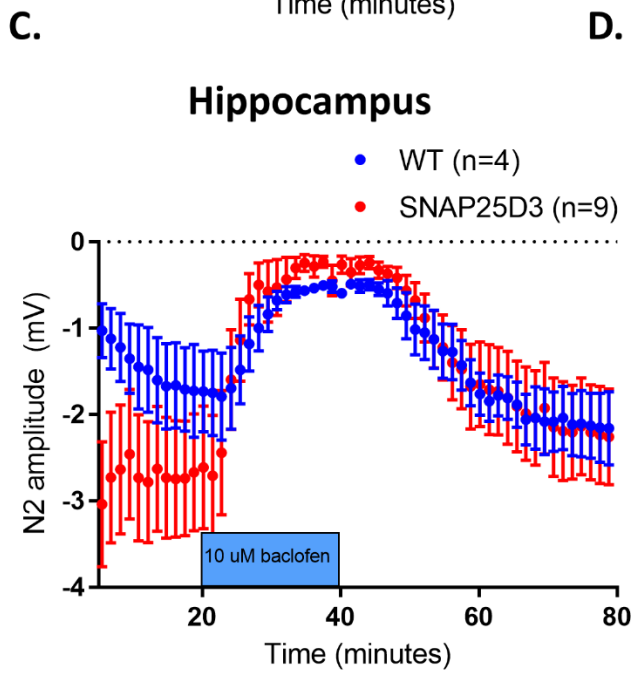 Time (minutes)
C.
D.
Hippocampus
WT (n=4)
SNAP25D3 (n=9)
0
-1
-2
-3
-4
N2 amplitude (mV)
10 uM baclofen
20
40
60
80
Time (minutes)